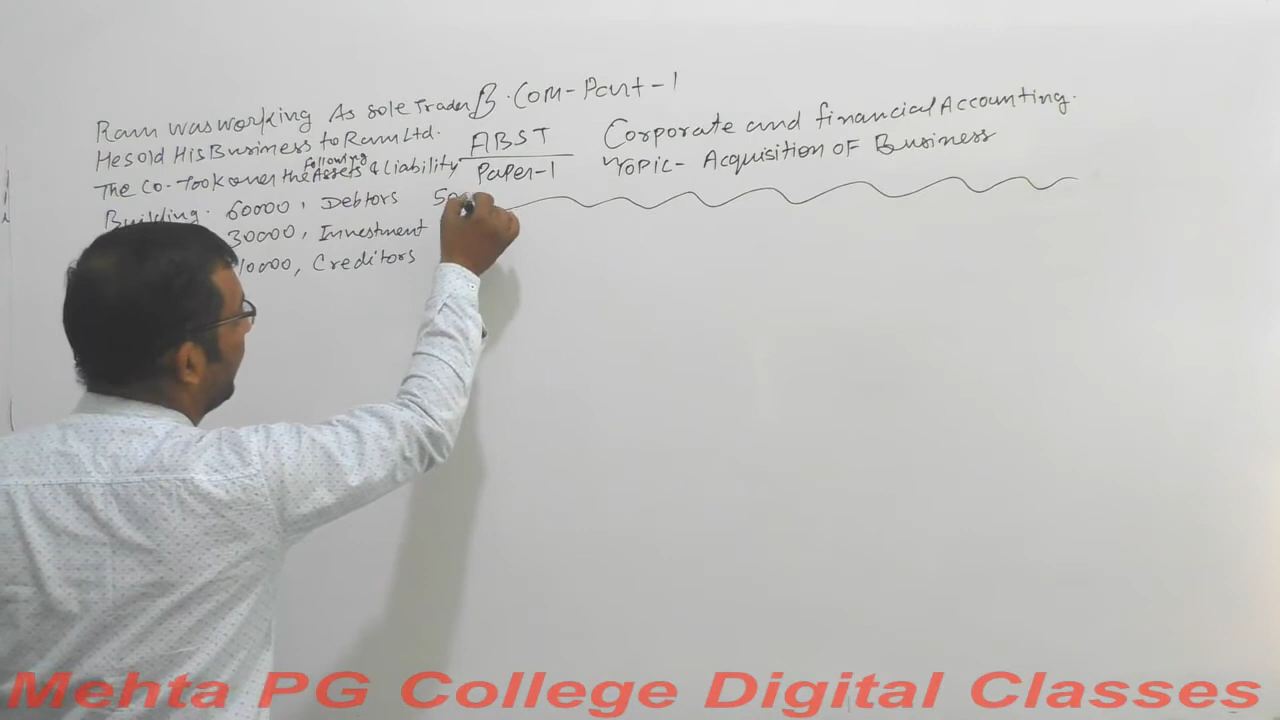 Ram was working As Sole Trader
He sold His Business to Ram Ltd.
The Co- Took over the following Assets & Liability
Building. 60000, Debtors
30000, Investment
10000, Creditors
B.Com-Part-1
ABST
Paper-1
Corporate and financial Accounting.
TOPIC- Acquisition OF Business
Mehta PG College Digital Classes